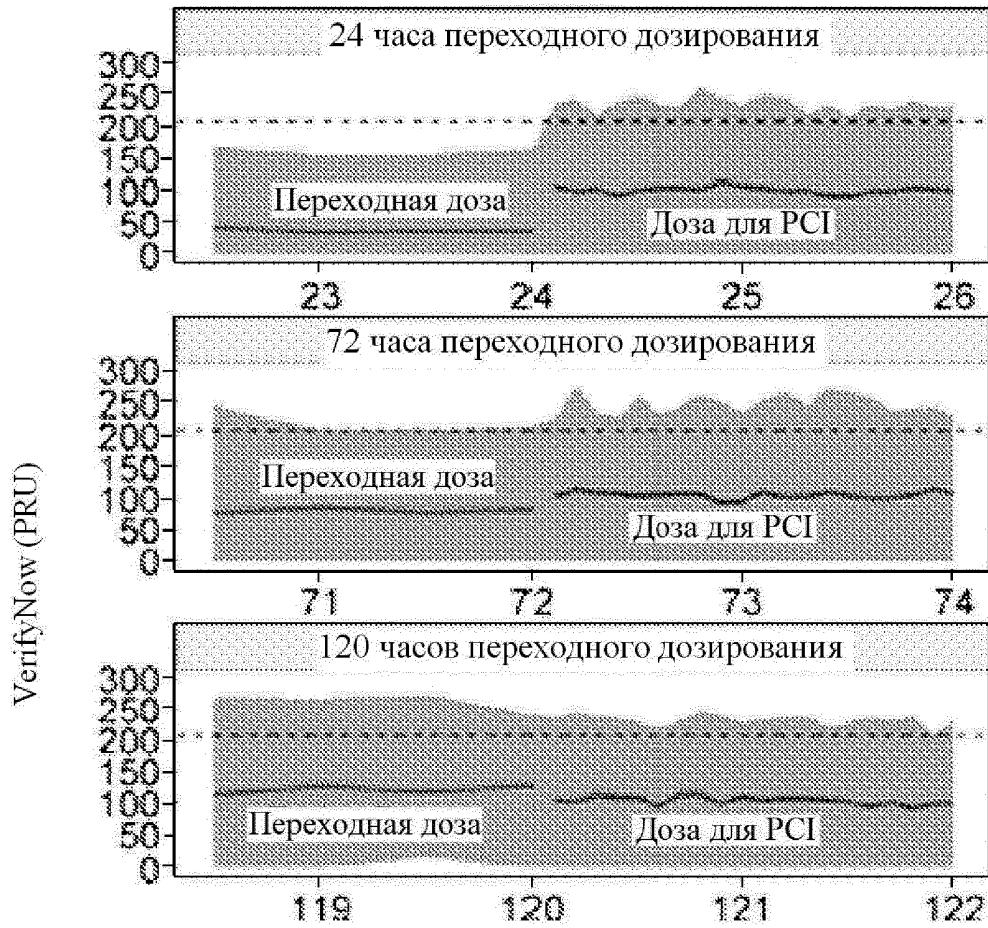 24 часа переходного дозирования
300
250
200
150
100
50
0
Переходная доза
Доза для PCI
23 24 25 26
72 часа переходного дозирования
300
250
200
150
100
50
0
Переходная доза
Доза для PCI
71 72 73 74
VerifyNow (PRU)
120 часов переходного дозирования
300
250
200
150
100
50
0
Переходная доза
Доза для PCI
119 120 121 122